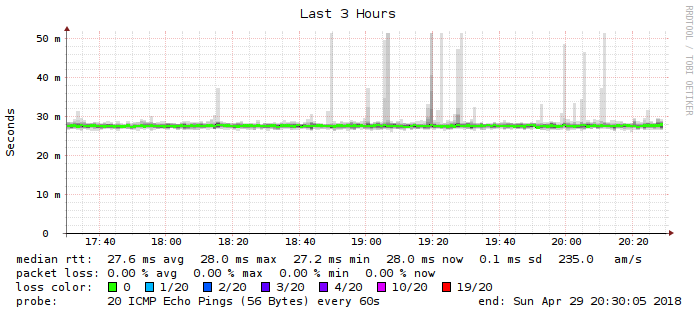 Last 3 Hours
RRDTOOL / TOBI OETIKER
Seconds
50 m
40 m
30 m
20 m
10 m
0
17:40 18:00 18:20 18:40 19:00 19:20 19:40 20:00 20:20
median rtt: 27.6 ms avg 28.0 ms max 27.2 ms min 28.0 ms now 0.1 ms sd 235.0 am/s
packet loss: 0.00 % avg 0.00 % max 0.00 % min 0.00 % now
loss color: 0 1/20 2/20 3/20 4/20 10/20 19/20
probe: 20 ICMP Echo Pings (56 Bytes) every 60s end: Sun Apr 29 20:30:05 2018